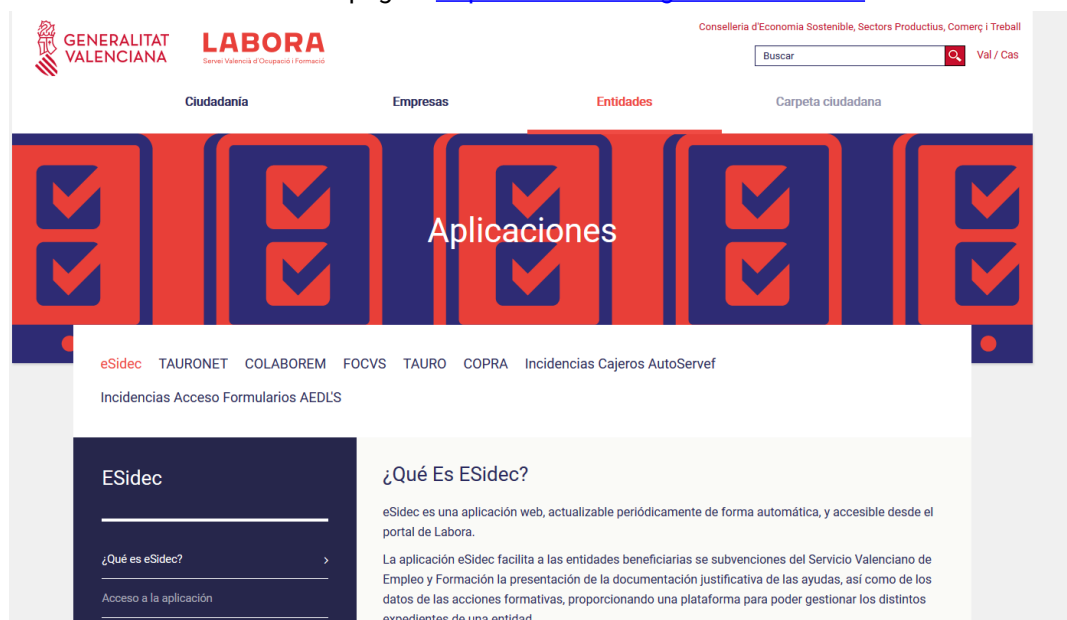 GENERALITAT
VALENCIANA
LABORA
Servei Valencià d'Ocupació i Formació
Conselleria d'Economia Sostenible, Sectors Productius, Comerç i Treball
Buscar
Val / Cas
Ciudadanía Empresas Entidades Carpeta ciudadana
Aplicaciones
eSidec TAURONET COLABOREM FOCVS TAURO COPRA Incidencias Cajeros AutoServef
Incidencias Acceso Formularios AEDL'S
ESidec
¿Qué es eSidec?
Acceso a la aplicación
¿Qué Es ESidec?
eSidec es una aplicación web, actualizable periódicamente de forma automática, y accesible desde el
portal de Labora.
La aplicación eSidec facilita a las entidades beneficiarias se subvenciones del Servicio Valenciano de
Empleo y Formación la presentación de la documentación justificativa de las ayudas, así como de los
datos de las acciones formativas, proporcionando una plataforma para poder gestionar los distintos
expedientes de una entidad